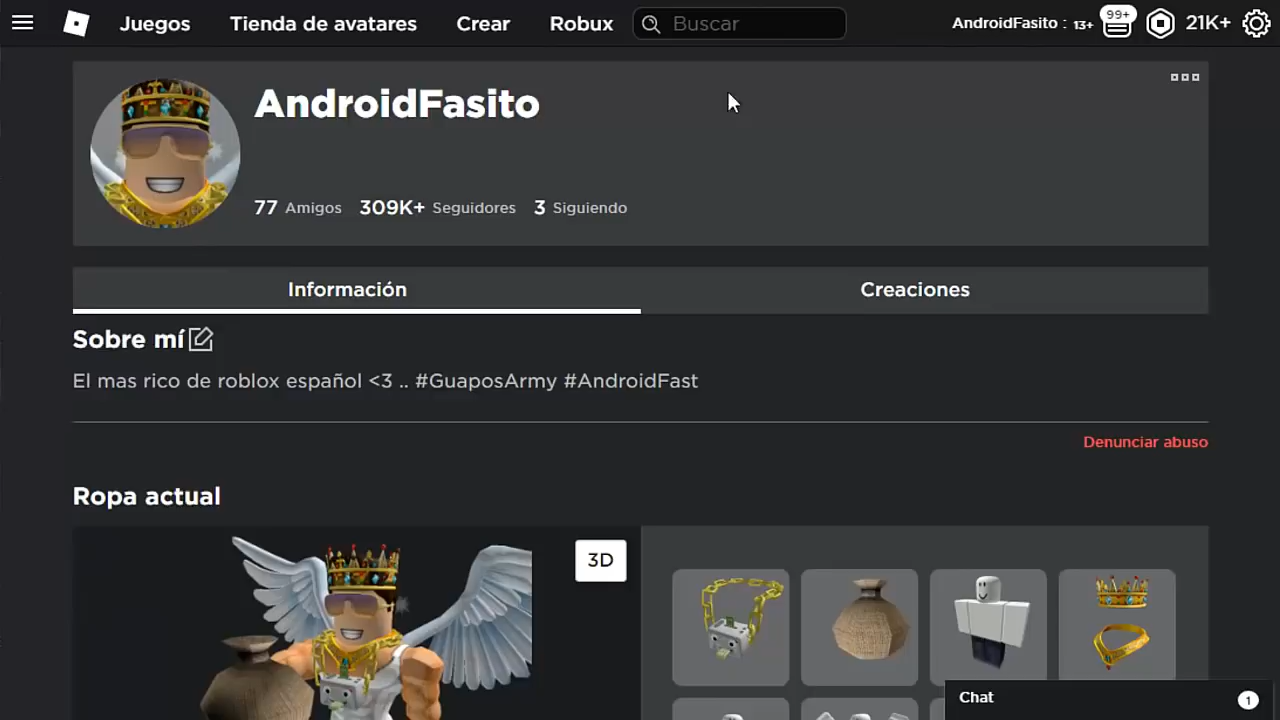 Juegos Tienda de avatares Crear Robux Buscar AndroidFasito : 13+ 99+ 21K+
AndroidFasito
77 Amigos 309K+ Seguidores 3 Siguiendo
Información Creaciones
Sobre mí
El mas rico de roblox español <3 .. #GuaposArmy #AndroidFast
Denunciar abuso
Ropa actual
3D
Chat 1